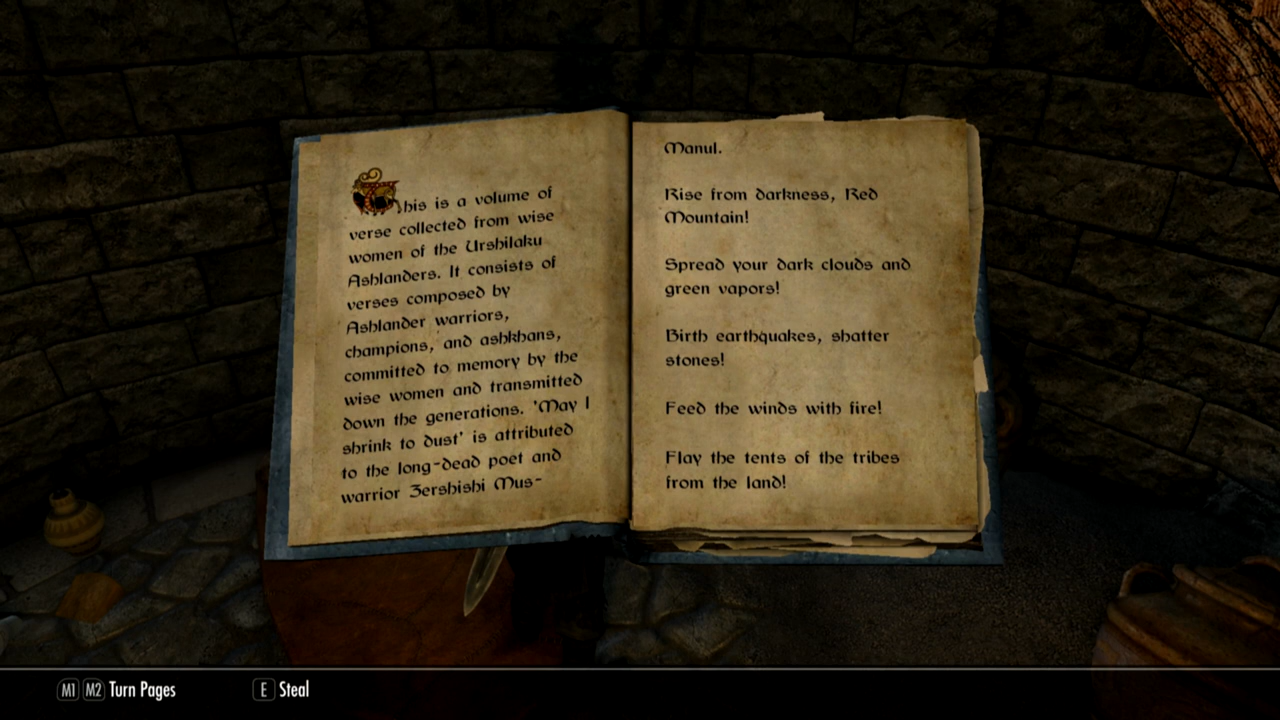 This is a volume of
verse collected from wise
women of the Urshilaku
Ashlanders. It consists of
verses composed by
Ashlander warriors,
champions, and ashkhans,
committed to memory by the
wise women and transmitted
down the generations. 'May I
shrink to dust' is attributed
to the long-dead poet and
warrior Zershishi Mus-
Manul.
Rise from darkness, Red
Mountain!
Spread your dark clouds and
green vapors!
Birth earthquakes, shatter
stones!
Feed the winds with fire!
Flay the tents of the tribes
from the land!
M1 M2 Turn Pages
E Steal